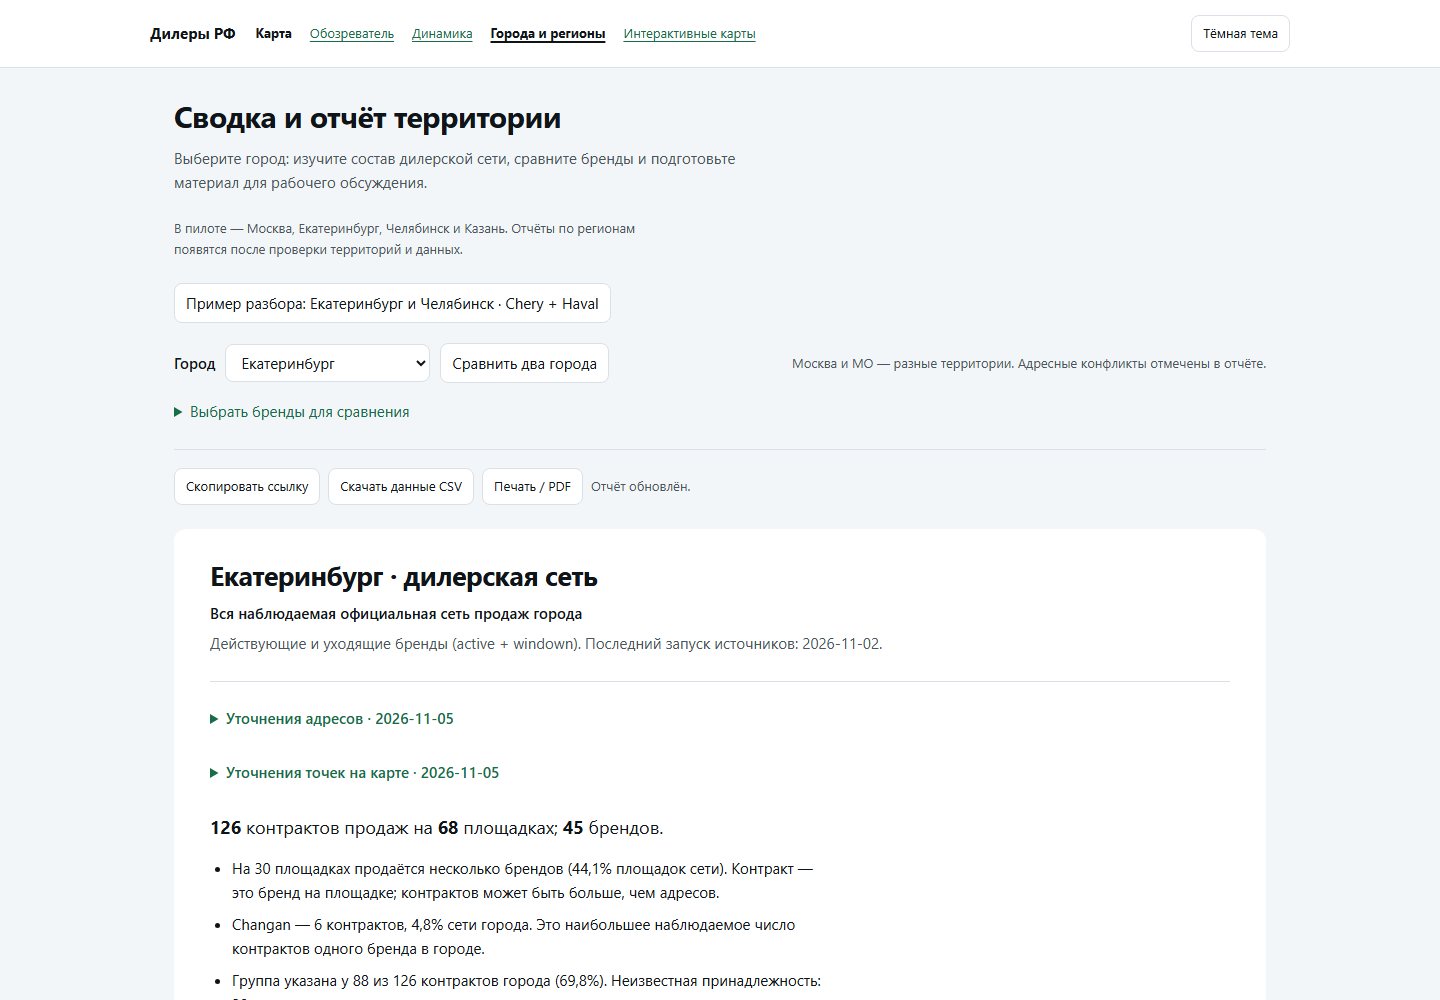 Дилеры РФ Карта Обозреватель Динамика Города и регионы Интерактивные карты Тёмная тема
Сводка и отчёт территории
Выберите город: изучите состав дилерской сети, сравните бренды и подготовьте
материал для рабочего обсуждения.
В пилоте — Москва, Екатеринбург, Челябинск и Казань. Отчёты по регионам
появятся после проверки территорий и данных.
Пример разбора: Екатеринбург и Челябинск · Chery + Haval
Город Екатеринбург Сравнить два города Москва и МО — разные территории. Адресные конфликты отмечены в отчёте.
Выбрать бренды для сравнения
Скопировать ссылку Скачать данные CSV Печать / PDF Отчёт обновлён.
Екатеринбург · дилерская сеть
Вся наблюдаемая официальная сеть продаж города
Действующие и уходящие бренды (active + windown). Последний запуск источников: 2026-11-02.
Уточнения адресов · 2026-11-05
Уточнения точек на карте · 2026-11-05
126 контрактов продаж на 68 площадках; 45 брендов.
• На 30 площадках продаётся несколько брендов (44,1% площадок сети). Контракт —
это бренд на площадке; контрактов может быть больше, чем адресов.
• Changan — 6 контрактов, 4,8% сети города. Это наибольшее наблюдаемое число
контрактов одного бренда в городе.
• Группа указана у 88 из 126 контрактов города (69,8%). Неизвестная принадлежность: